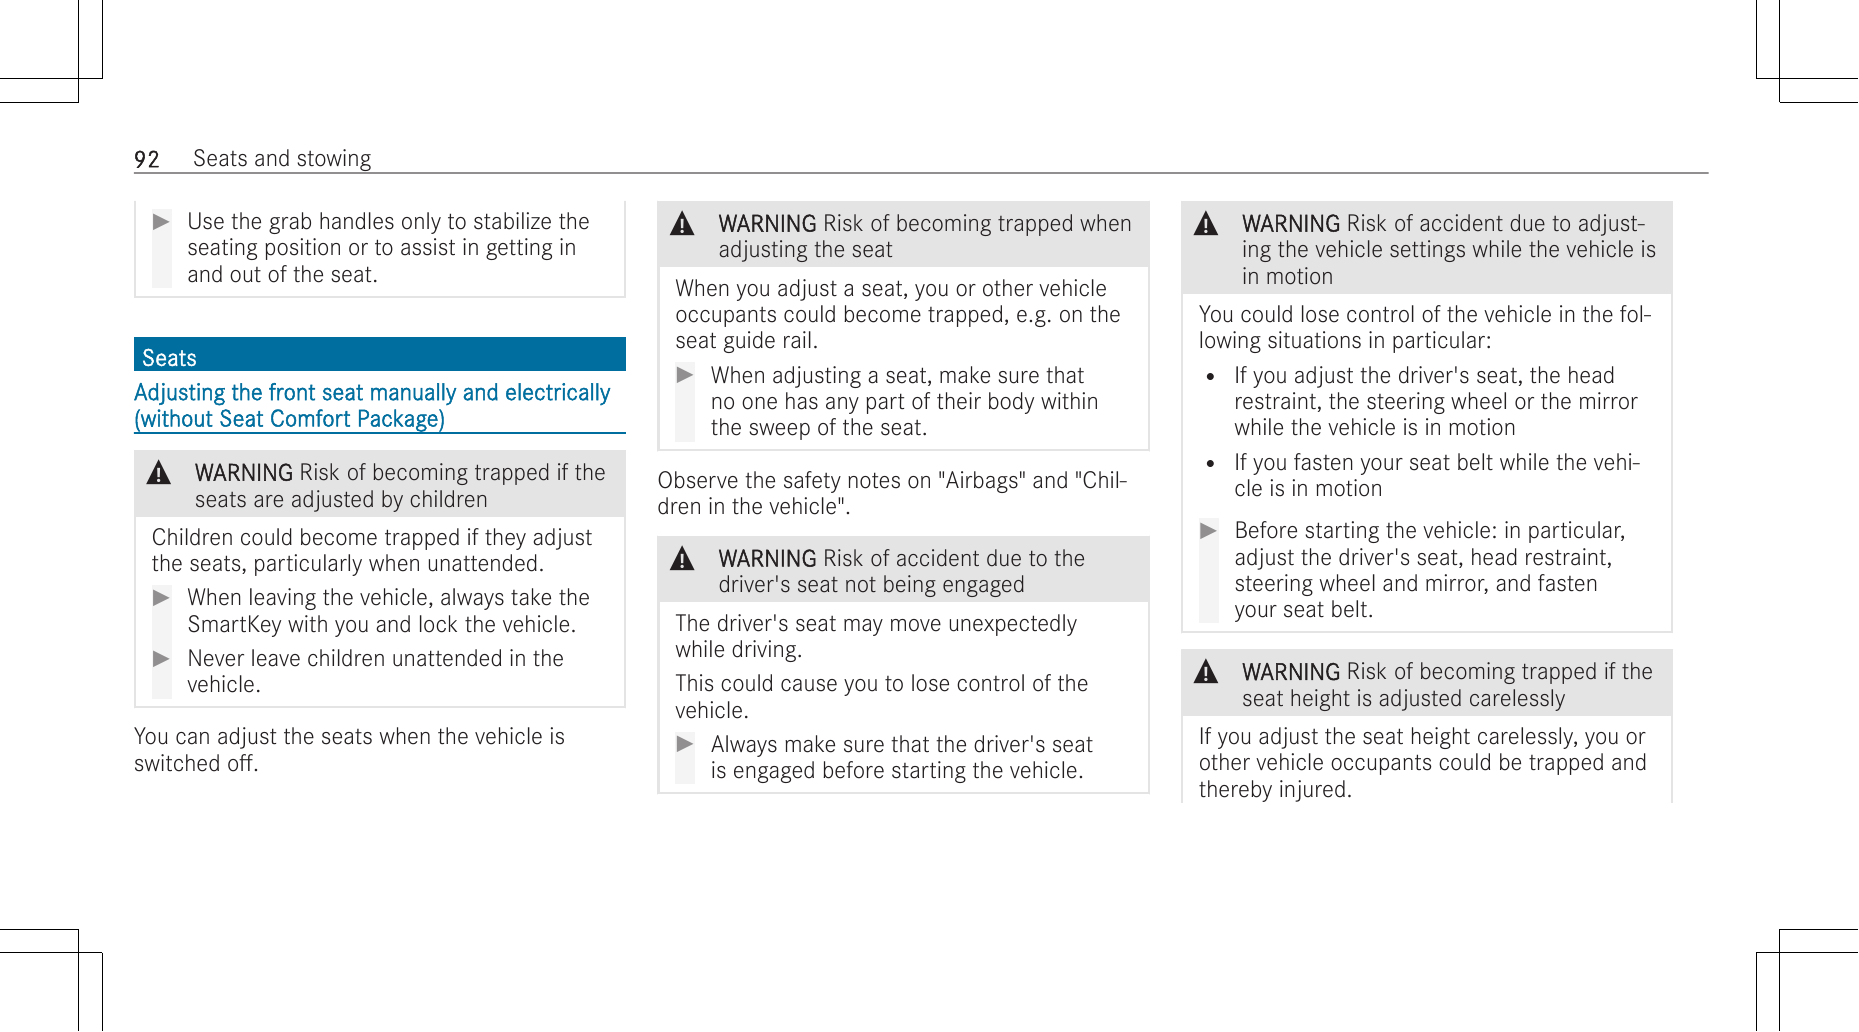 92 Seats and stowing
▶ Use the grab handles only to stabilize the
seating position or to assist in getting in
and out of the seat.
Seats
Adjusting the front seat manually and electrically
(without Seat Comfort Package)
WARNING Risk of becoming trapped if the
seats are adjusted by children
Children could become trapped if they adjust
the seats, particularly when unattended.
▶ When leaving the vehicle, always take the
SmartKey with you and lock the vehicle.
▶ Never leave children unattended in the
vehicle.
You can adjust the seats when the vehicle is
switched off.
WARNING Risk of becoming trapped when
adjusting the seat
When you adjust a seat, you or other vehicle
occupants could become trapped, e.g. on the
seat guide rail.
▶ When adjusting a seat, make sure that
no one has any part of their body within
the sweep of the seat.
Observe the safety notes on "Airbags" and "Chil-
dren in the vehicle".
WARNING Risk of accident due to the
driver's seat not being engaged
The driver's seat may move unexpectedly
while driving.
This could cause you to lose control of the
vehicle.
▶ Always make sure that the driver's seat
is engaged before starting the vehicle.
WARNING Risk of accident due to adjust-
ing the vehicle settings while the vehicle is
in motion
You could lose control of the vehicle in the fol-
lowing situations in particular:
• If you adjust the driver's seat, the head
restraint, the steering wheel or the mirror
while the vehicle is in motion
• If you fasten your seat belt while the vehi-
cle is in motion
▶ Before starting the vehicle: in particular,
adjust the driver's seat, head restraint,
steering wheel and mirror, and fasten
your seat belt.
WARNING Risk of becoming trapped if the
seat height is adjusted carelessly
If you adjust the seat height carelessly, you or
other vehicle occupants could be trapped and
thereby injured.